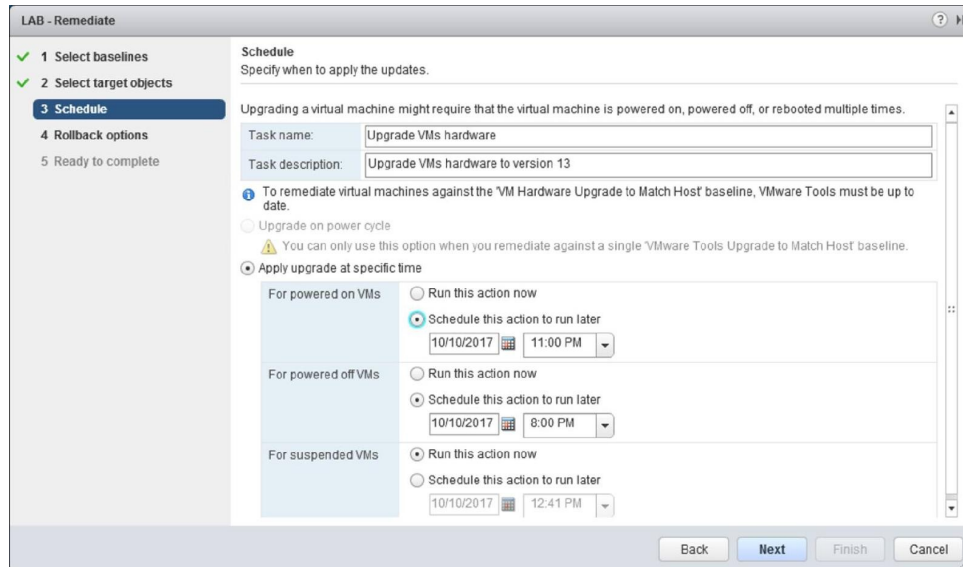 LAB - Remediate
1 Select baselines
2 Select target objects
3 Schedule
4 Rollback options
5 Ready to complete
Schedule
Specify when to apply the updates.
Upgrading a virtual machine might require that the virtual machine is powered on, powered off, or rebooted multiple times.
Task name: Upgrade VMs hardware
Task description: Upgrade VMs hardware to version 13
To remediate virtual machines against the 'VM Hardware Upgrade to Match Host' baseline, VMware Tools must be up to
date.
Upgrade on power cycle
You can only use this option when you remediate against a single 'VMware Tools Upgrade to Match Host' baseline.
Apply upgrade at specific time
For powered on VMs Run this action now
Schedule this action to run later
10/10/2017 11:00 PM
For powered off VMs Run this action now
Schedule this action to run later
10/10/2017 8:00 PM
For suspended VMs Run this action now
Schedule this action to run later
10/10/2017 12:41 PM
Back Next Finish Cancel